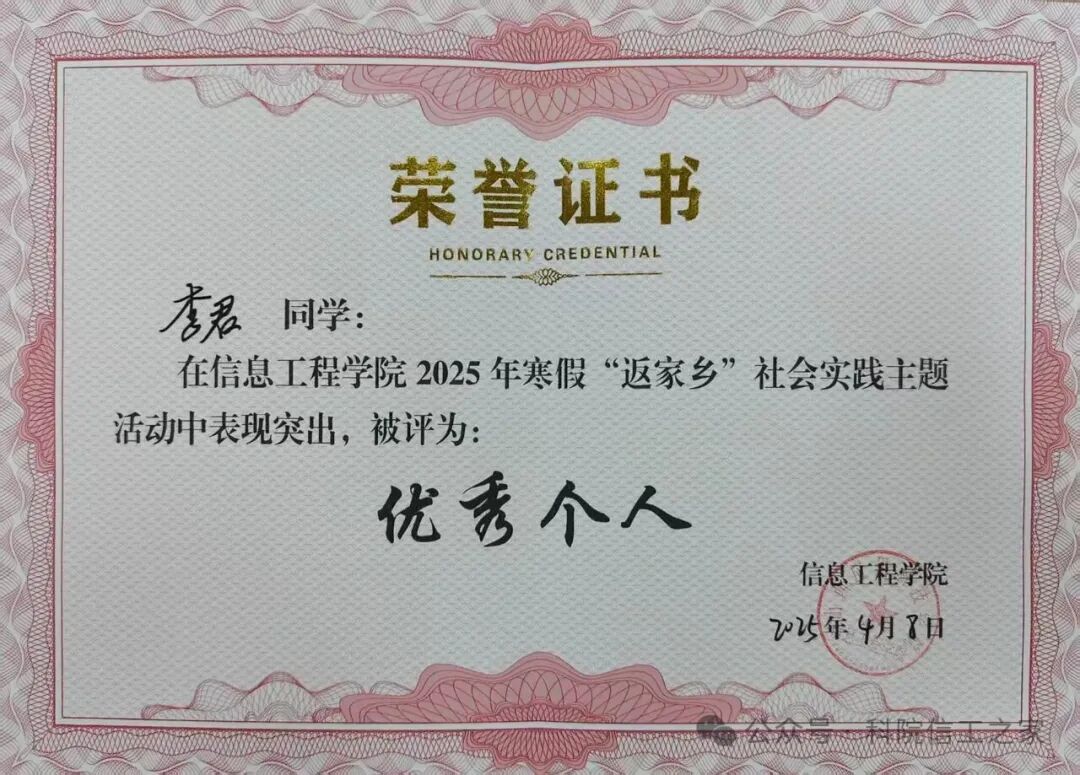 荣誉证书
HONORARY CREDENTIAL
李君 同学：
在信息工程学院 2025 年寒假“返家乡”社会实践主题
活动中表现突出，被评为：
优秀个人
信息工程学院
2025年4月8日
公众号·科院信工之家